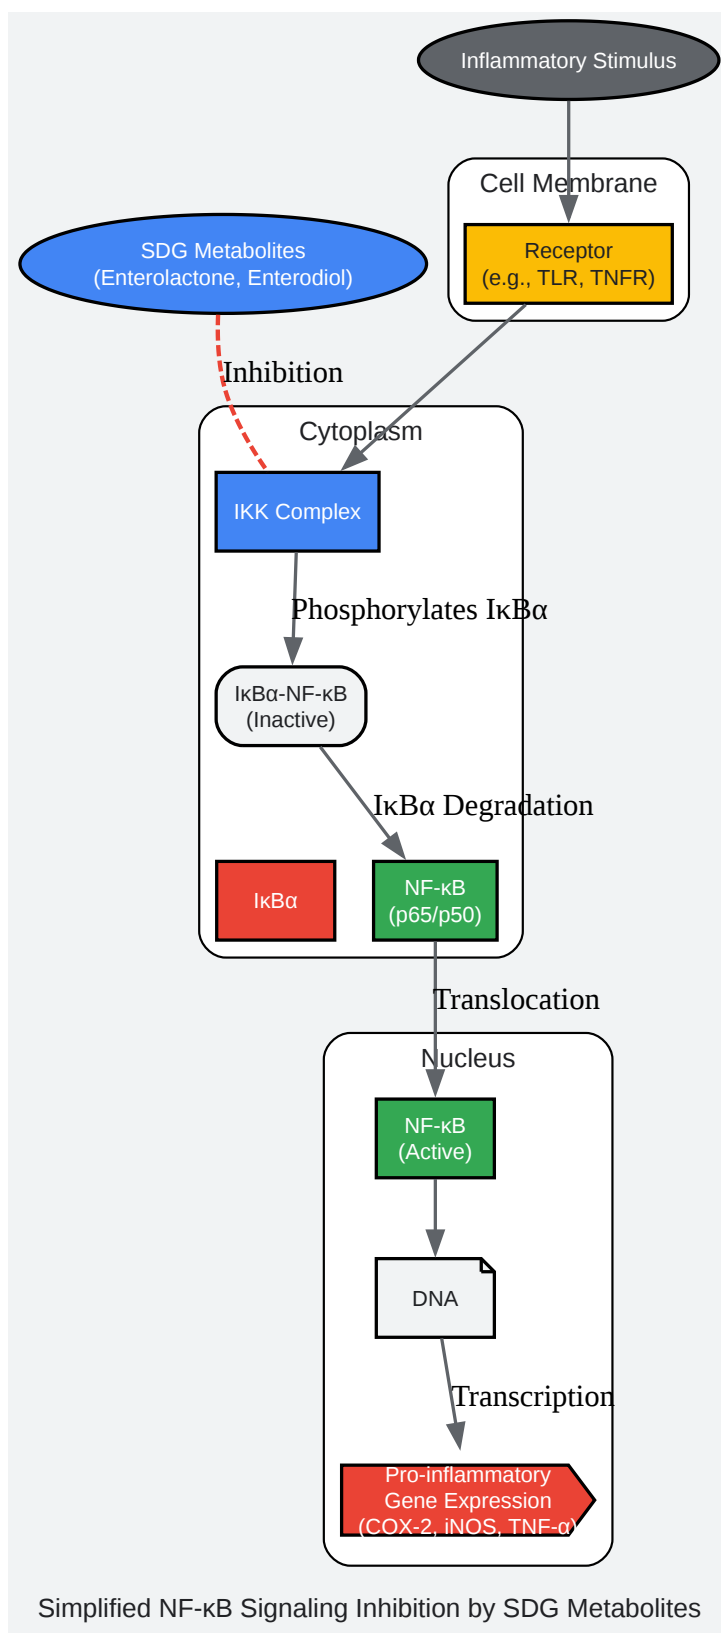 Inflammatory Stimulus
Cell Membrane
Receptor
(e.g., TLR, TNFR)
SDG Metabolites
(Enterolactone, Enterodiol)
Inhibition
Cytoplasm
IKK Complex
Phosphorylates IκBα
IκBα-NF-κB
(Inactive)
IκBα Degradation
IκBα
NF-κB
(p65/p50)
Translocation
Nucleus
NF-κB
(Active)
DNA
Transcription
Pro-inflammatory
Gene Expression
(COX-2, iNOS, TNF-α)
Simplified NF-κB Signaling Inhibition by SDG Metabolites